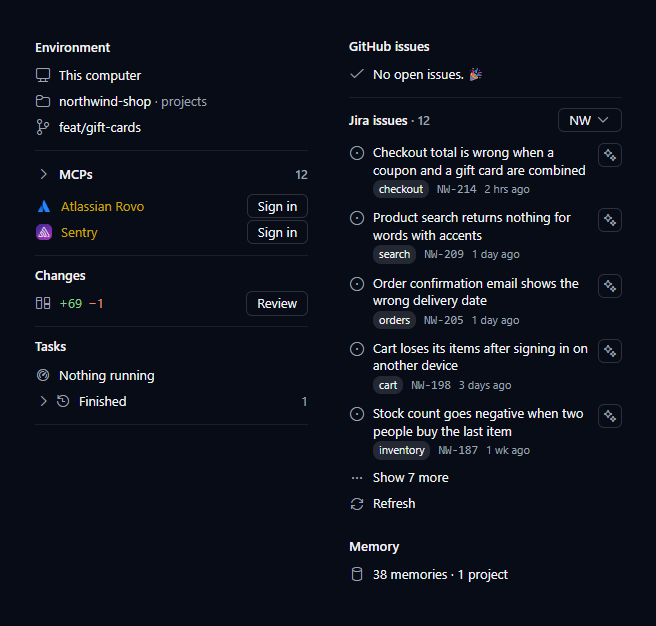 Environment
This computer
northwind-shop · projects
feat/gift-cards
MCPs 12
Atlassian Rovo Sign in
Sentry Sign in
Changes
+69 −1 Review
Tasks
Nothing running
Finished 1
GitHub issues
No open issues. 🎉
Jira issues · 12 NW
Checkout total is wrong when a
coupon and a gift card are combined
checkout NW-214 2 hrs ago
Product search returns nothing for
words with accents
search NW-209 1 day ago
Order confirmation email shows the
wrong delivery date
orders NW-205 1 day ago
Cart loses its items after signing in on
another device
cart NW-198 3 days ago
Stock count goes negative when two
people buy the last item
inventory NW-187 1 wk ago
Show 7 more
Refresh
Memory
38 memories · 1 project